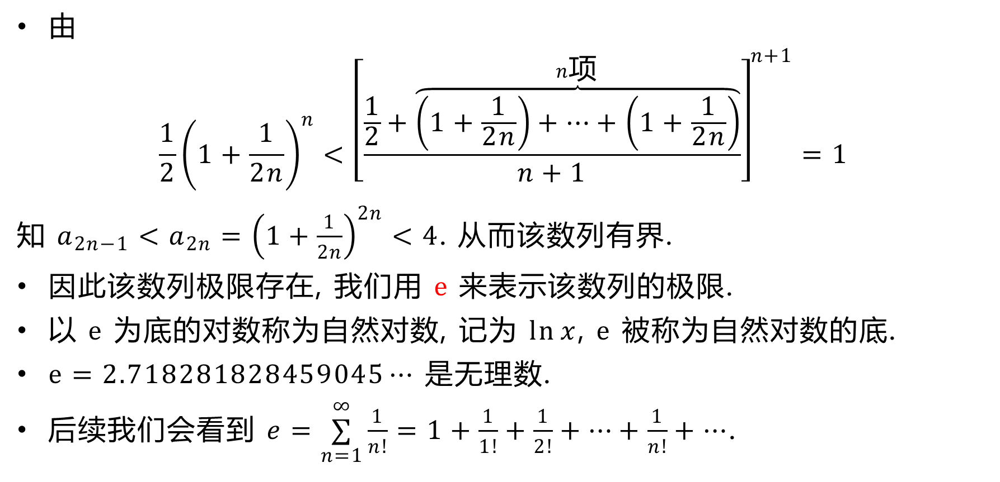 • 由
$$\frac{1}{2}\left(1+\frac{1}{2n}\right)^n < \left[\frac{\frac{1}{2}+\overbrace{\left(1+\frac{1}{2n}\right)+\cdots+\left(1+\frac{1}{2n}\right)}^{n项}}{n+1}\right]^{n+1} = 1$$
知 $a_{2n-1} < a_{2n} = \left(1+\frac{1}{2n}\right)^{2n} < 4$. 从而该数列有界.
• 因此该数列极限存在, 我们用 e 来表示该数列的极限.
• 以 e 为底的对数称为自然对数, 记为 $\ln x$, e 被称为自然对数的底.
• e = 2.718281828459045⋯ 是无理数.
• 后续我们会看到 $e = \sum_{n=1}^{\infty}\frac{1}{n!} = 1+\frac{1}{1!}+\frac{1}{2!}+\cdots+\frac{1}{n!}+\cdots$.